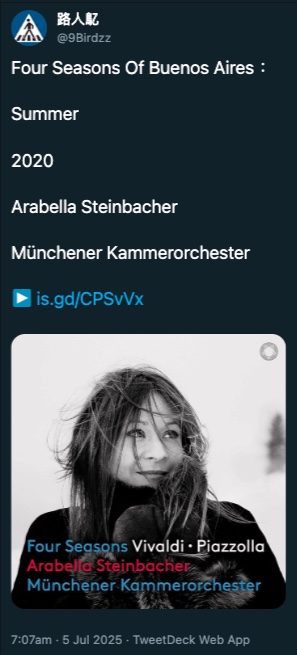 路人乿
@9Birdzz
Four Seasons Of Buenos Aires：
Summer
2020
Arabella Steinbacher
Münchener Kammerorchester
▶️ is.gd/CPSvVx
Four Seasons Vivaldi · Piazzolla
Arabella Steinbacher
Münchener Kammerorchester
7:07am · 5 Jul 2025 · TweetDeck Web App